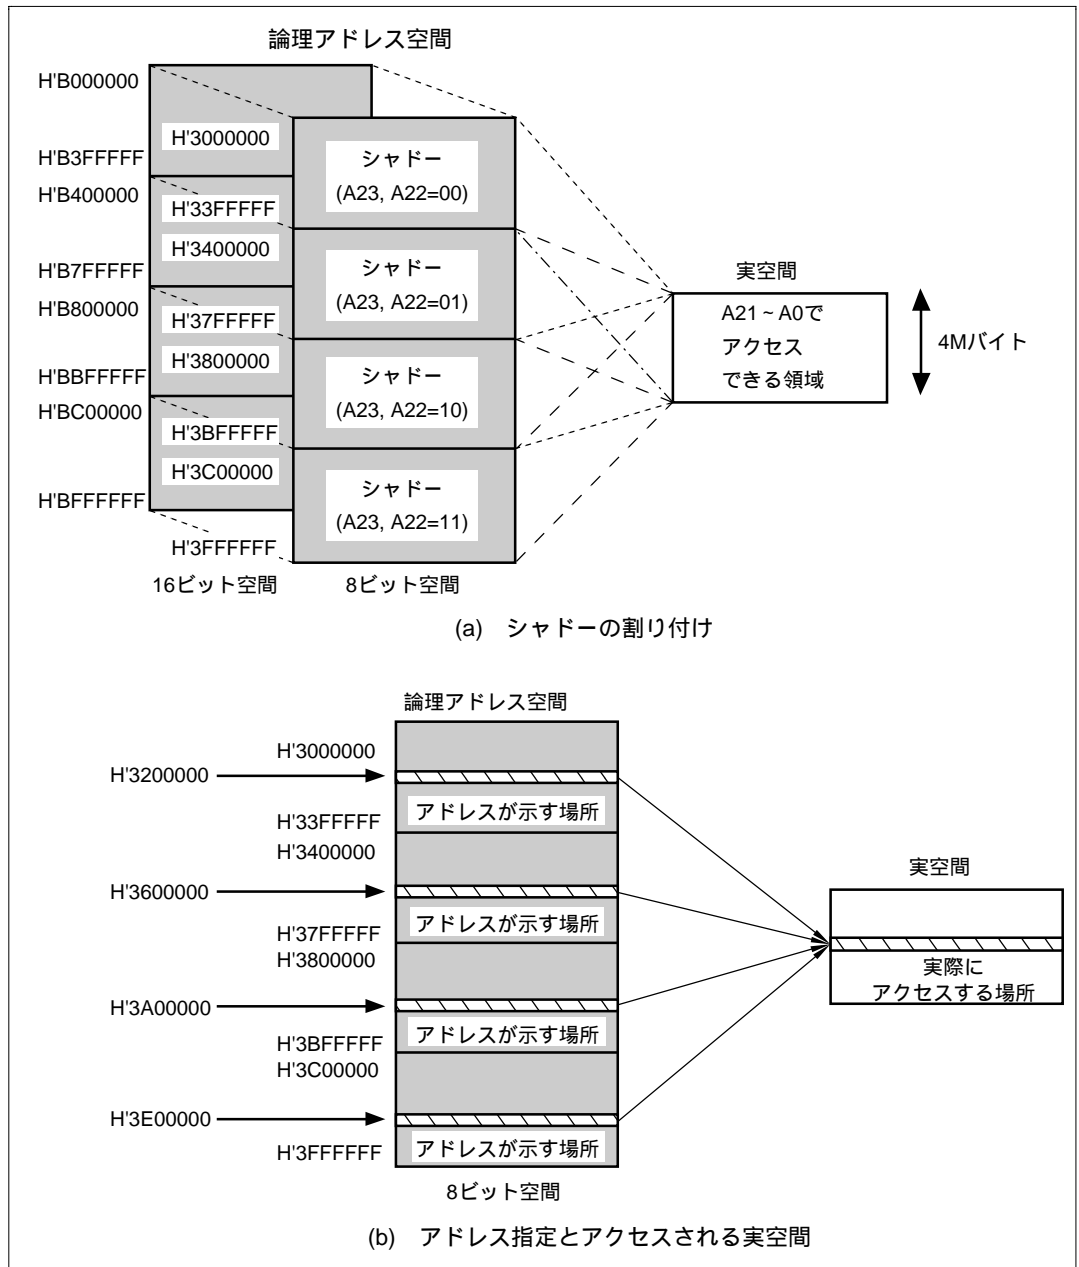 論理アドレス空間
H'B000000
H'3000000
シャドー
(A23, A22=00)
H'B3FFFFF
H'B400000
H'33FFFFF
H'3400000
シャドー
(A23, A22=01)
H'B7FFFFF
H'B800000
H'37FFFFF
H'3800000
シャドー
(A23, A22=10)
H'BBFFFFF
H'BC00000
H'3BFFFFF
H'3C00000
シャドー
(A23, A22=11)
H'BFFFFFF
H'3FFFFFF
16ビット空間
8ビット空間
実空間
A21~A0で
アクセス
できる領域
4Mバイト
(a) シャドーの割り付け
論理アドレス空間
H'3000000
H'3200000
アドレスが示す場所
H'33FFFFF
H'3400000
H'3600000
アドレスが示す場所
H'37FFFFF
H'3800000
H'3A00000
アドレスが示す場所
H'3BFFFFF
H'3C00000
H'3E00000
アドレスが示す場所
H'3FFFFFF
8ビット空間
実空間
実際に
アクセスする場所
(b) アドレス指定とアクセスされる実空間